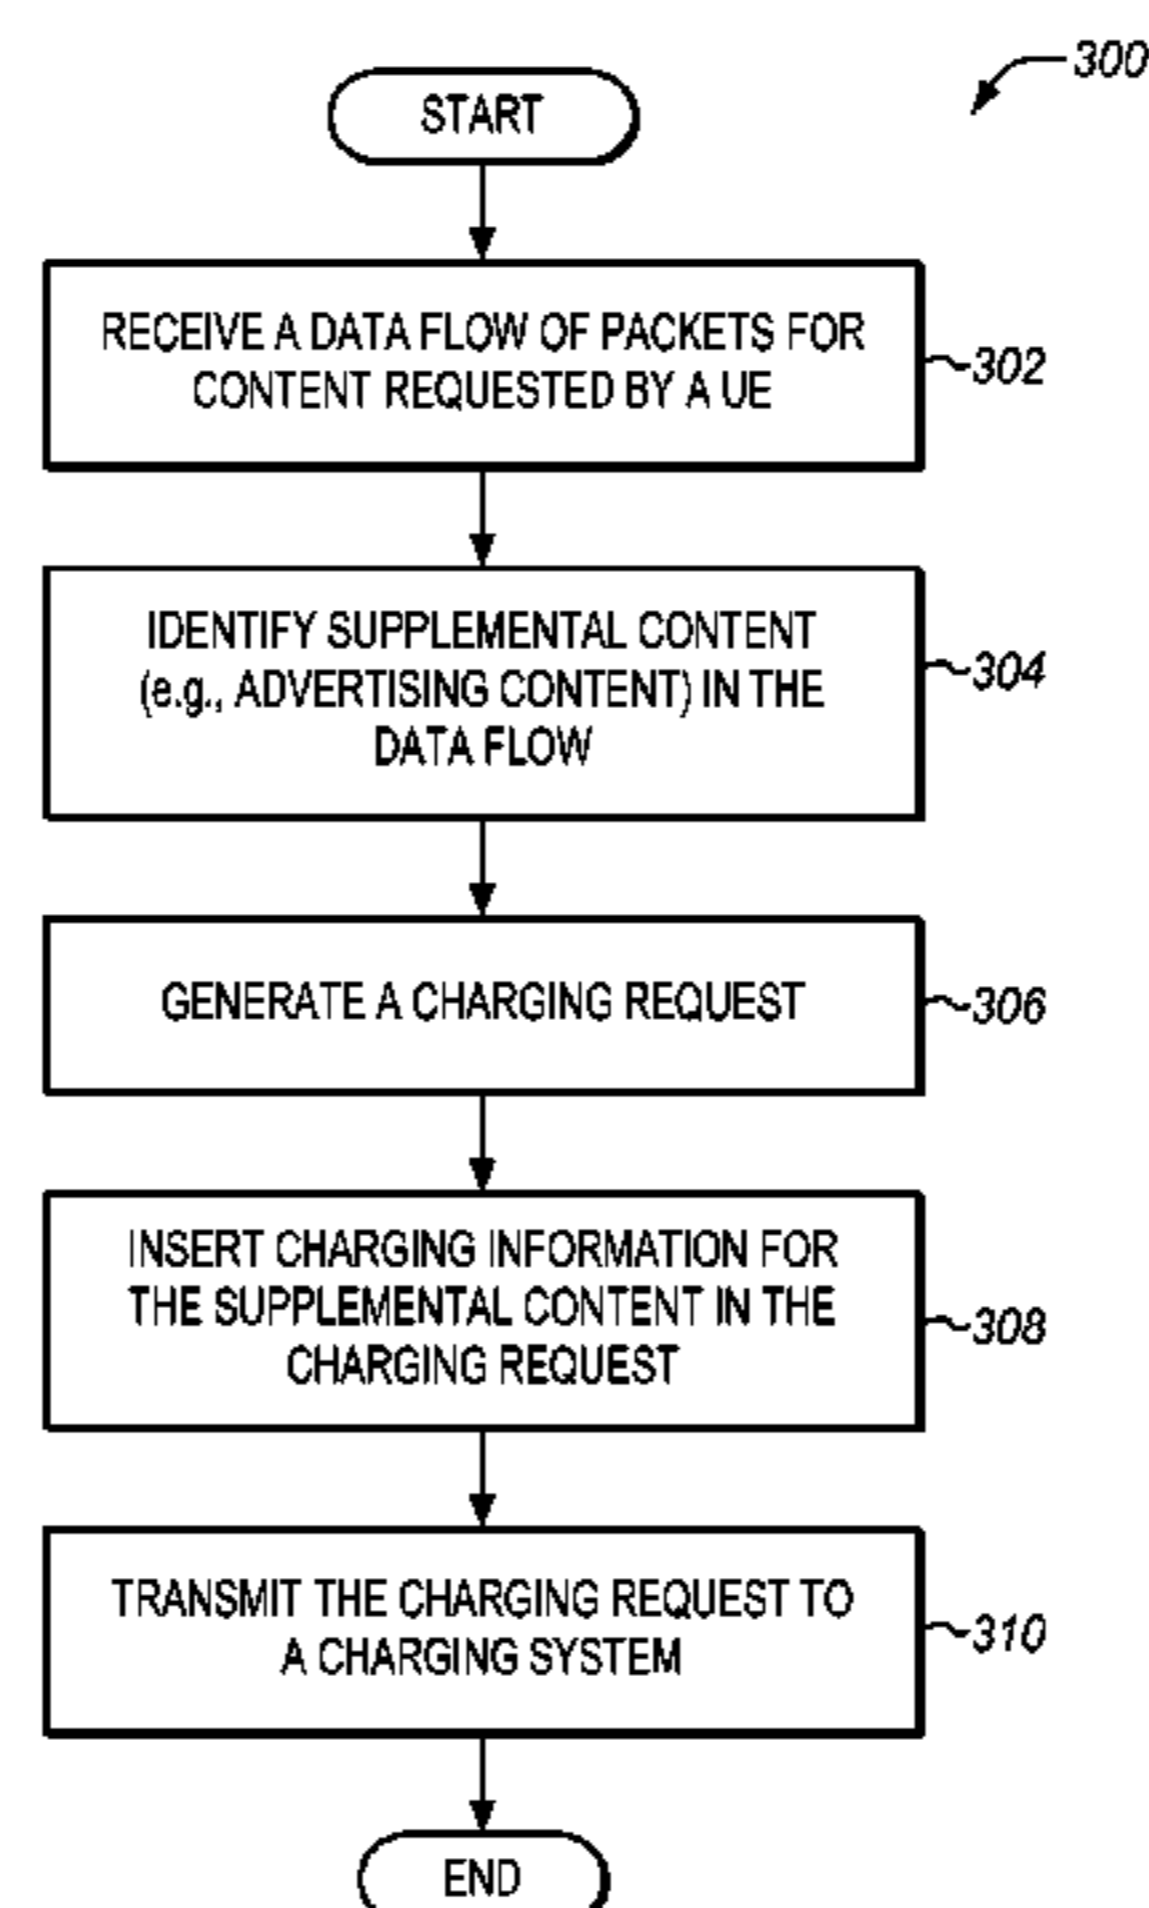 300
START
RECEIVE A DATA FLOW OF PACKETS FOR
CONTENT REQUESTED BY A UE
302
IDENTIFY SUPPLEMENTAL CONTENT
(e.g., ADVERTISING CONTENT) IN THE
DATA FLOW
304
GENERATE A CHARGING REQUEST
306
INSERT CHARGING INFORMATION FOR
THE SUPPLEMENTAL CONTENT IN THE
CHARGING REQUEST
308
TRANSMIT THE CHARGING REQUEST TO
A CHARGING SYSTEM
310
END